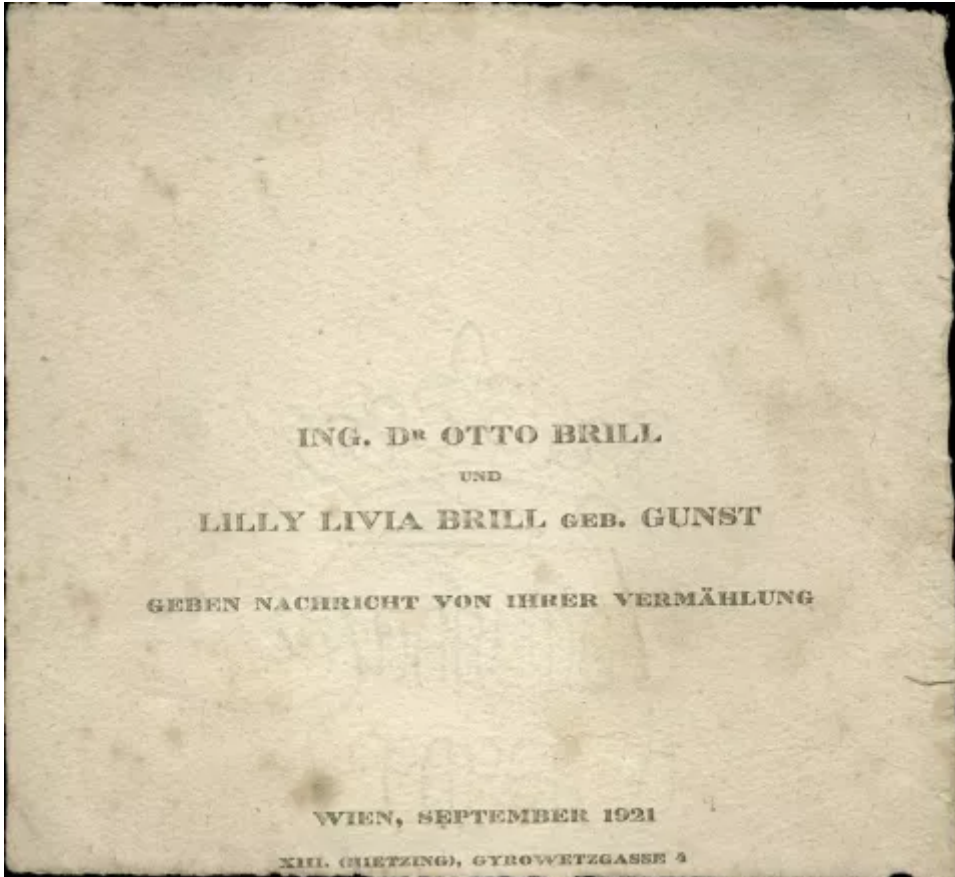 ING. DR OTTO BRILL
UND
LILLY LIVIA BRILL GEB. GUNST
GEBEN NACHRICHT VON IHRER VERMÄHLUNG
WIEN, SEPTEMBER 1921
XIII. (HIETZING), GYROWETZGASSE 4